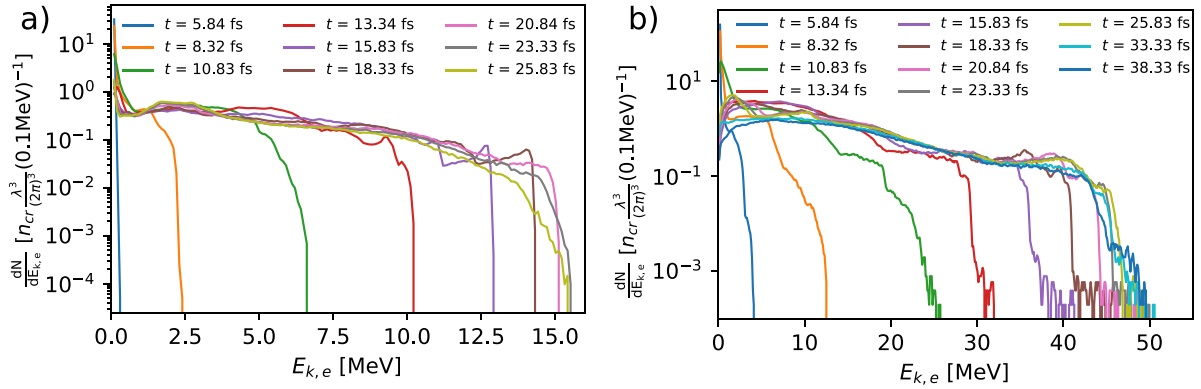 a)
t = 5.84 fs
t = 8.32 fs
t = 10.83 fs
t = 13.34 fs
t = 15.83 fs
t = 18.33 fs
t = 20.84 fs
t = 23.33 fs
t = 25.83 fs
10¹
10⁰
10⁻¹
10⁻²
10⁻³
10⁻⁴
dN/dE_{k,e} [n_{cr} λ³/(2π)³ (0.1MeV)⁻¹]
0.0 2.5 5.0 7.5 10.0 12.5 15.0
E_{k,e} [MeV]
b)
t = 5.84 fs
t = 8.32 fs
t = 10.83 fs
t = 13.34 fs
t = 15.83 fs
t = 18.33 fs
t = 20.84 fs
t = 23.33 fs
t = 25.83 fs
t = 33.33 fs
t = 38.33 fs
10¹
10⁻¹
10⁻³
dN/dE_{k,e} [n_{cr} λ³/(2π)³ (0.1MeV)⁻¹]
0 10 20 30 40 50
E_{k,e} [MeV]